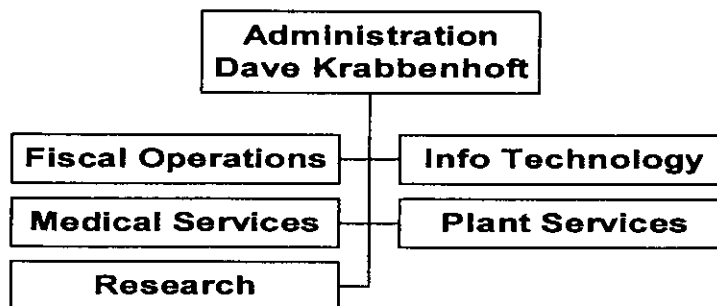 Administration
Dave Krabbenhoft
Fiscal Operations
Info Technology
Medical Services
Plant Services
Research